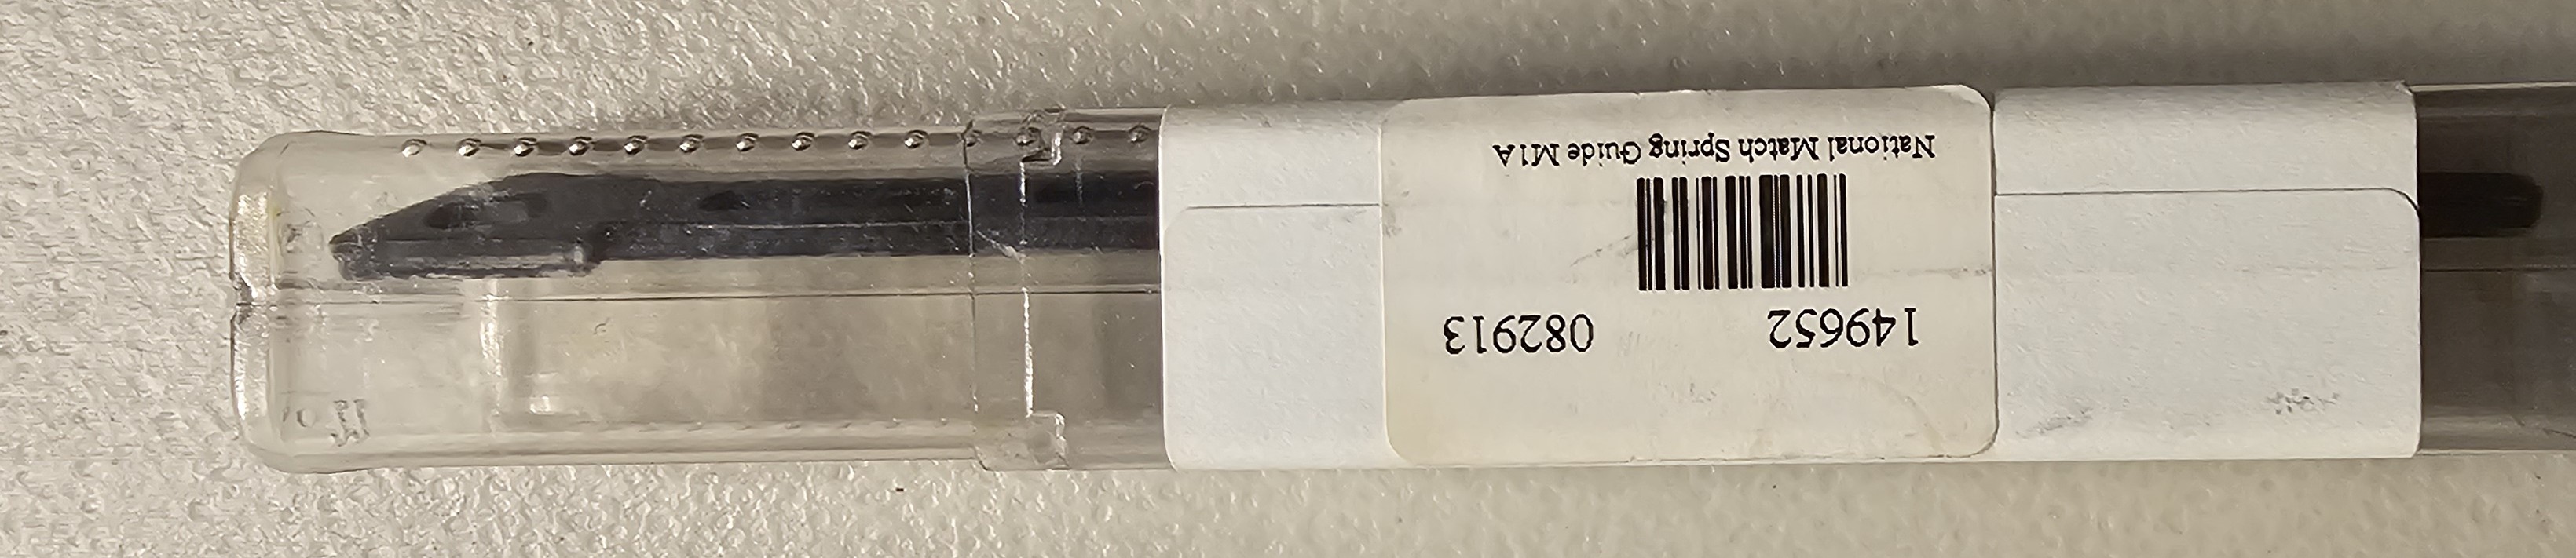 National Match Spring Guide M1A
149652 082913